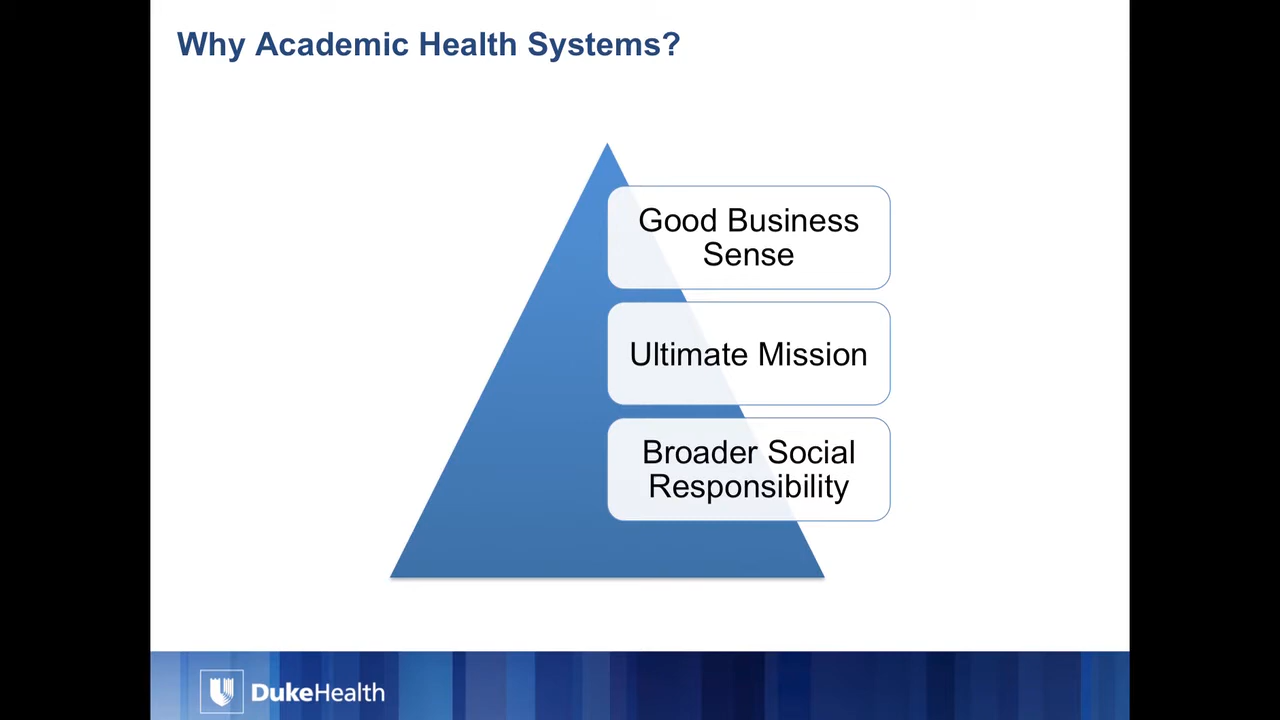 Why Academic Health Systems?
Good Business
Sense
Ultimate Mission
Broader Social
Responsibility
DukeHealth